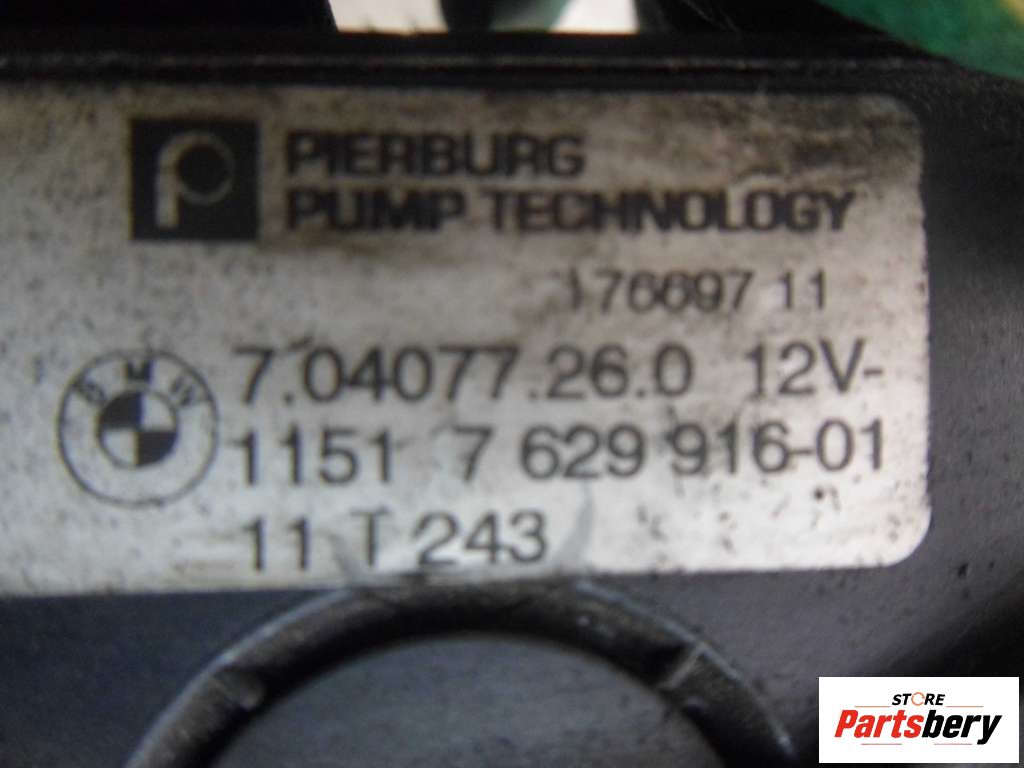 PIERBURG
PUMP TECHNOLOGY
176697 11
BMW
7.04077.26.0 12V-
1151 7 629 916-01
11 T 243
STORE
Partsbery